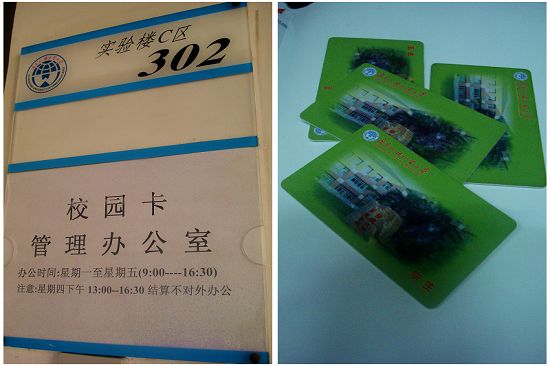 实验楼C区
302
校园卡
管理办公室
办公时间:星期一至星期五(9:00----16:30)
注意:星期四下午 13:00--16:30 结算不对外办公
学生